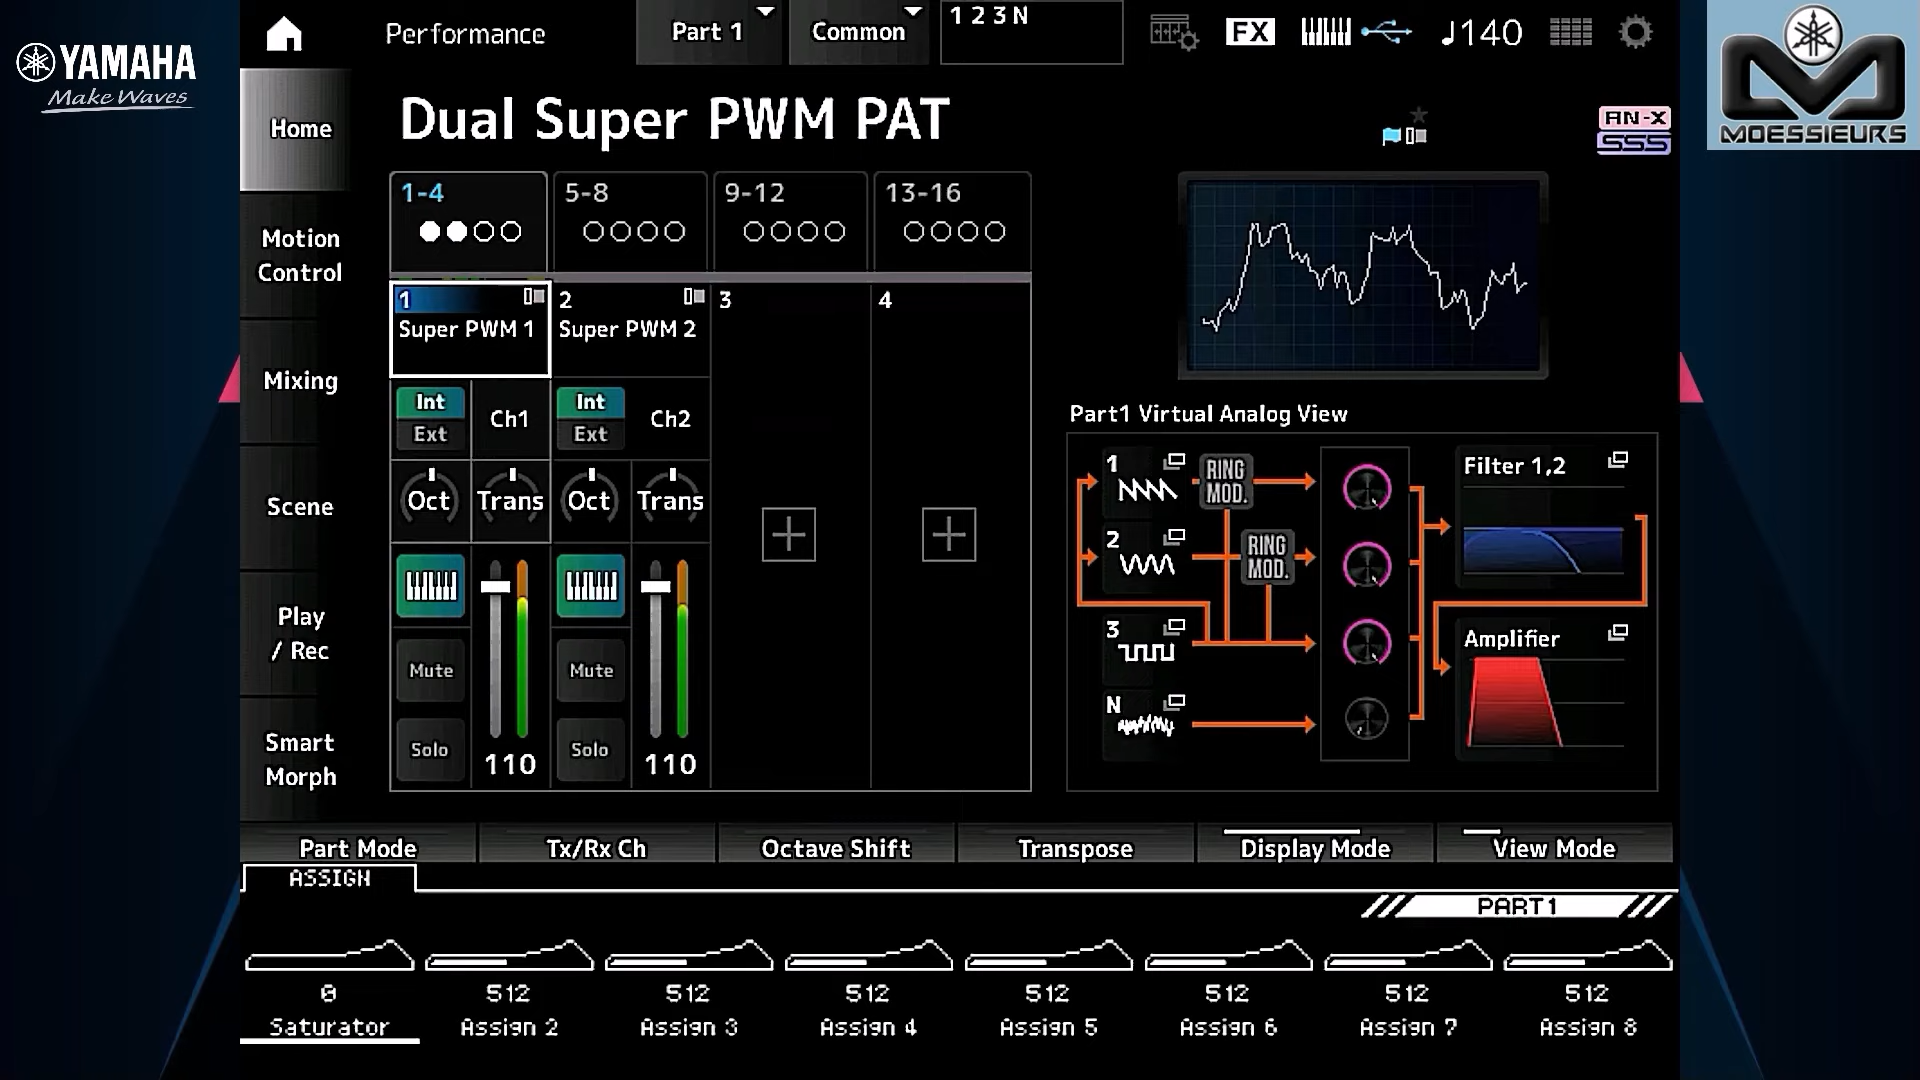 YAMAHA
Make Waves
Performance
Part 1
Common
1 2 3 N
FX
♩140
MOESSIEURS
Home
Dual Super PWM PAT
AN-X
SSS
1-4
5-8
9-12
13-16
Motion
Control
1
Super PWM 1
2
Super PWM 2
3
4
Mixing
Int
Ext
Ch1
Int
Ext
Ch2
Part1 Virtual Analog View
Scene
Oct
Trans
Oct
Trans
1
RING
MOD.
2
RING
MOD.
3
N
Filter 1,2
Amplifier
Play
/ Rec
Mute
Mute
Smart
Morph
Solo
110
Solo
110
Part Mode
Tx/Rx Ch
Octave Shift
Transpose
Display Mode
View Mode
ASSIGN
PART1
0
512
512
512
512
512
512
512
Saturator
Assign 2
Assign 3
Assign 4
Assign 5
Assign 6
Assign 7
Assign 8